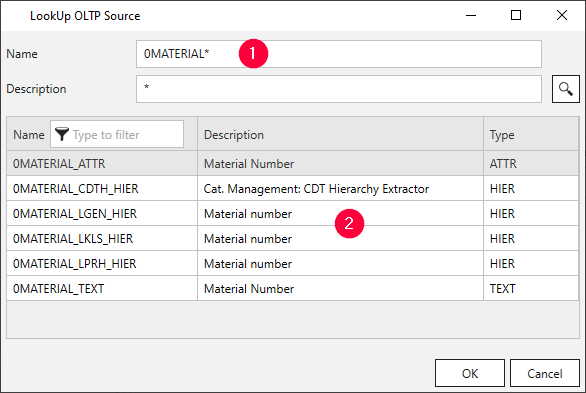 LookUp OLTP Source
Name 0MATERIAL* 1
Description *
Name Type to filter Description Type
0MATERIAL_ATTR Material Number ATTR
0MATERIAL_CDTH_HIER Cat. Management: CDT Hierarchy Extractor HIER
0MATERIAL_LGEN_HIER Material number HIER
2
0MATERIAL_LKLS_HIER Material number HIER
0MATERIAL_LPRH_HIER Material number HIER
0MATERIAL_TEXT Material Number TEXT
OK Cancel